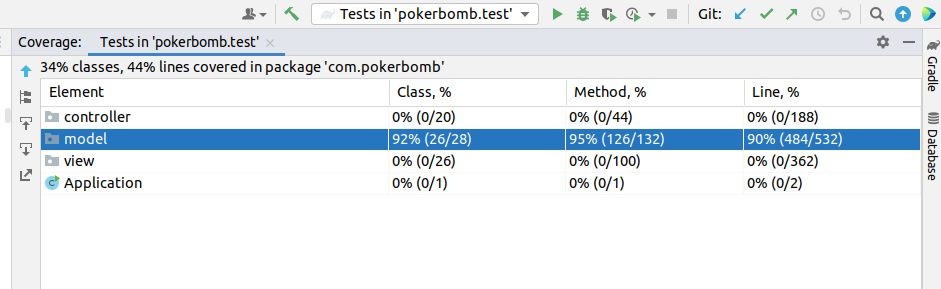 Tests in 'pokerbomb.test'
Git:
Coverage:
Tests in 'pokerbomb.test'
34% classes, 44% lines covered in package 'com.pokerbomb'
Element Class, % Method, % Line, %
controller 0% (0/20) 0% (0/44) 0% (0/188)
model 92% (26/28) 95% (126/132) 90% (484/532)
view 0% (0/26) 0% (0/100) 0% (0/362)
Application 0% (0/1) 0% (0/1) 0% (0/2)
Gradle
Database